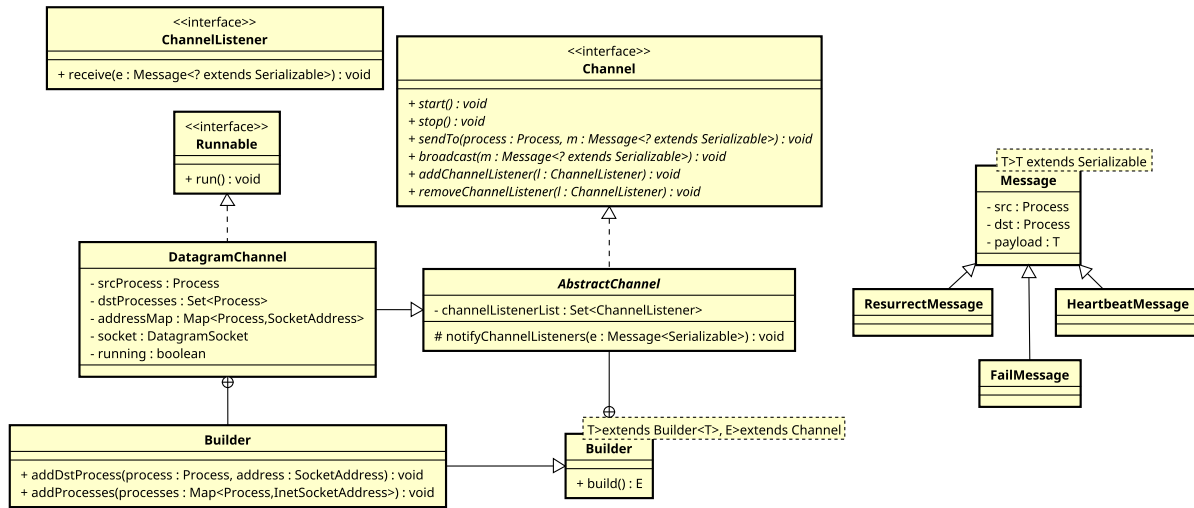 <<interface>>
ChannelListener
+ receive(e : Message<? extends Serializable>) : void
<<interface>>
Channel
+ start() : void
+ stop() : void
+ sendTo(process : Process, m : Message<? extends Serializable>) : void
+ broadcast(m : Message<? extends Serializable>) : void
+ addChannelListener(l : ChannelListener) : void
+ removeChannelListener(l : ChannelListener) : void
<<interface>>
Runnable
+ run() : void
T>T extends Serializable
Message
- src : Process
- dst : Process
- payload : T
DatagramChannel
- srcProcess : Process
- dstProcesses : Set<Process>
- addressMap : Map<Process,SocketAddress>
- socket : DatagramSocket
- running : boolean
AbstractChannel
- channelListenerList : Set<ChannelListener>
# notifyChannelListeners(e : Message<Serializable>) : void
ResurrectMessage
HeartbeatMessage
FailMessage
Builder
+ addDstProcess(process : Process, address : SocketAddress) : void
+ addProcesses(processes : Map<Process,InetSocketAddress>) : void
T>extends Builder<T>, E>extends Channel
Builder
+ build() : E